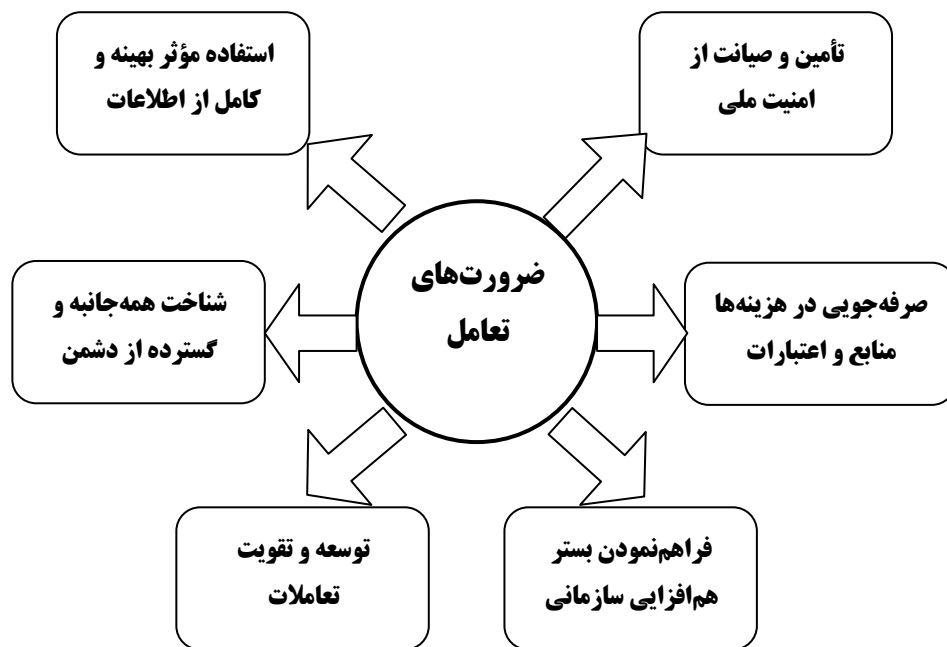 تأمین و صیانت از
امنیت ملی
استفاده مؤثر بهینه و
کامل از اطلاعات
ضرورت‌های
تعامل
صرفه‌جویی در هزینه‌ها
منابع و اعتبارات
شناخت همه‌جانبه و
گسترده از دشمن
فراهم‌نمودن بستر
هم‌افزایی سازمانی
توسعه و تقویت
تعاملات